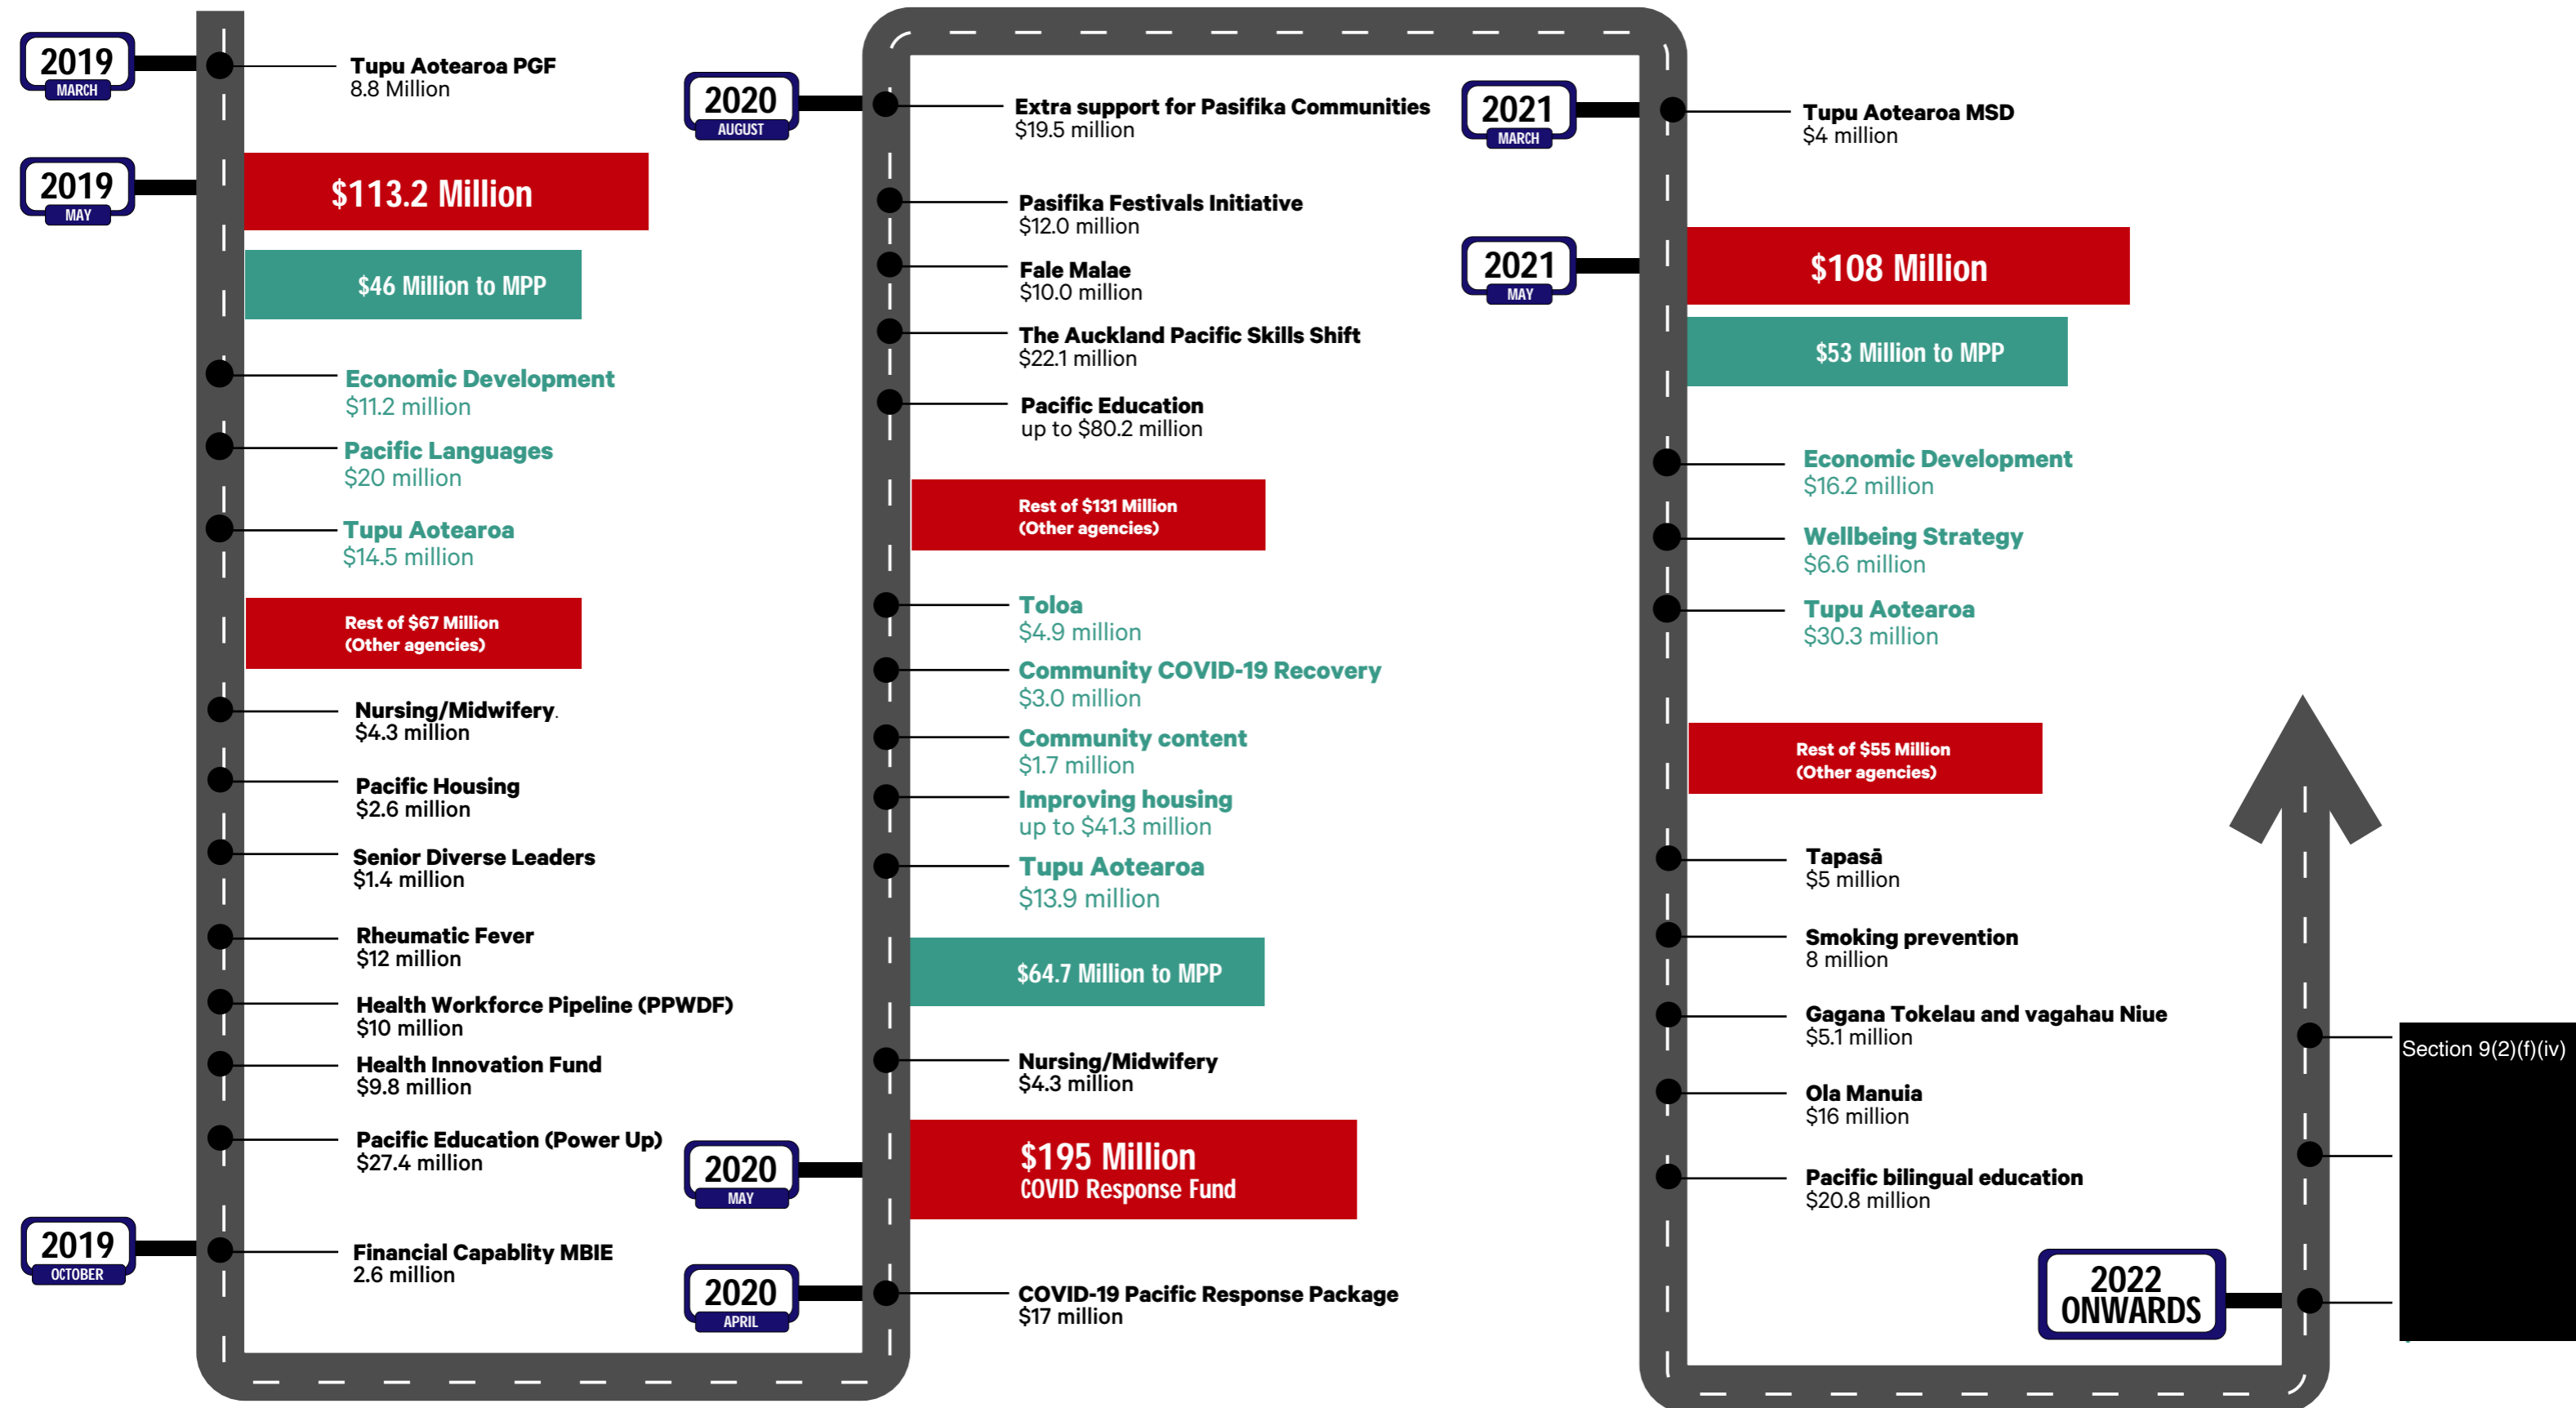 2019
MARCH
Tupu Aotearoa PGF
8.8 Million
2019
MAY
$113.2 Million
$46 Million to MPP
Economic Development
$11.2 million
Pacific Languages
$20 million
Tupu Aotearoa
$14.5 million
Rest of $67 Million
(Other agencies)
Nursing/Midwifery.
$4.3 million
Pacific Housing
$2.6 million
Senior Diverse Leaders
$1.4 million
Rheumatic Fever
$12 million
Health Workforce Pipeline (PPWDF)
$10 million
Health Innovation Fund
$9.8 million
Pacific Education (Power Up)
$27.4 million
2019
OCTOBER
Financial Capablity MBIE
2.6 million
2020
AUGUST
Extra support for Pasifika Communities
$19.5 million
Pasifika Festivals Initiative
$12.0 million
Fale Malae
$10.0 million
The Auckland Pacific Skills Shift
$22.1 million
Pacific Education
up to $80.2 million
Rest of $131 Million
(Other agencies)
Toloa
$4.9 million
Community COVID-19 Recovery
$3.0 million
Community content
$1.7 million
Improving housing
up to $41.3 million
Tupu Aotearoa
$13.9 million
$64.7 Million to MPP
Nursing/Midwifery
$4.3 million
2020
MAY
$195 Million
COVID Response Fund
2020
APRIL
COVID-19 Pacific Response Package
$17 million
2021
MARCH
Tupu Aotearoa MSD
$4 million
2021
MAY
$108 Million
$53 Million to MPP
Economic Development
$16.2 million
Wellbeing Strategy
$6.6 million
Tupu Aotearoa
$30.3 million
Rest of $55 Million
(Other agencies)
Tapasā
$5 million
Smoking prevention
8 million
Gagana Tokelau and vagahau Niue
$5.1 million
Ola Manuia
$16 million
Pacific bilingual education
$20.8 million
2022
ONWARDS
Section 9(2)(f)(iv)